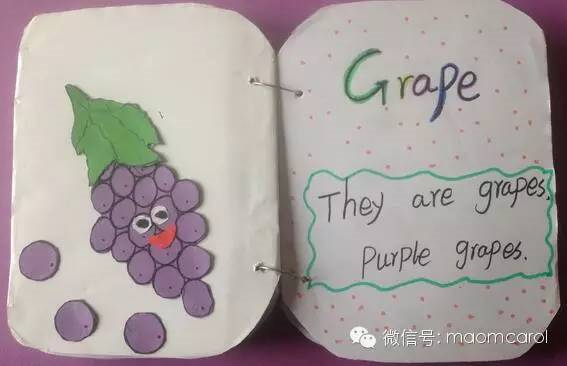 Grape
They are grapes.
Purple grapes.
微信号: maomcarol